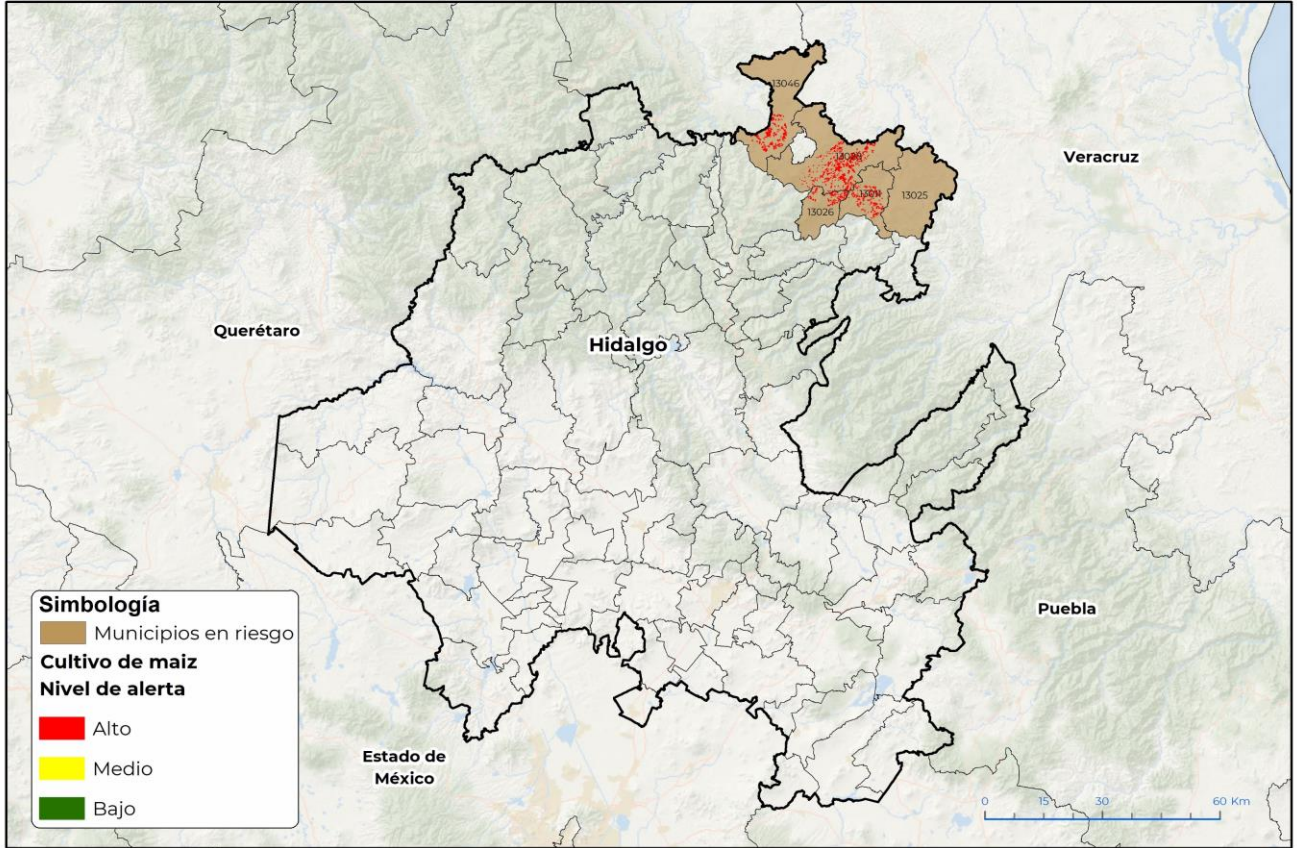 13046
Veracruz
13025
13026
Querétaro
Hidalgo
Simbología
Municipios en riesgo
Cultivo de maiz
Nivel de alerta
Alto
Medio
Bajo
Puebla
Estado de
México
0 15 30 60 Km